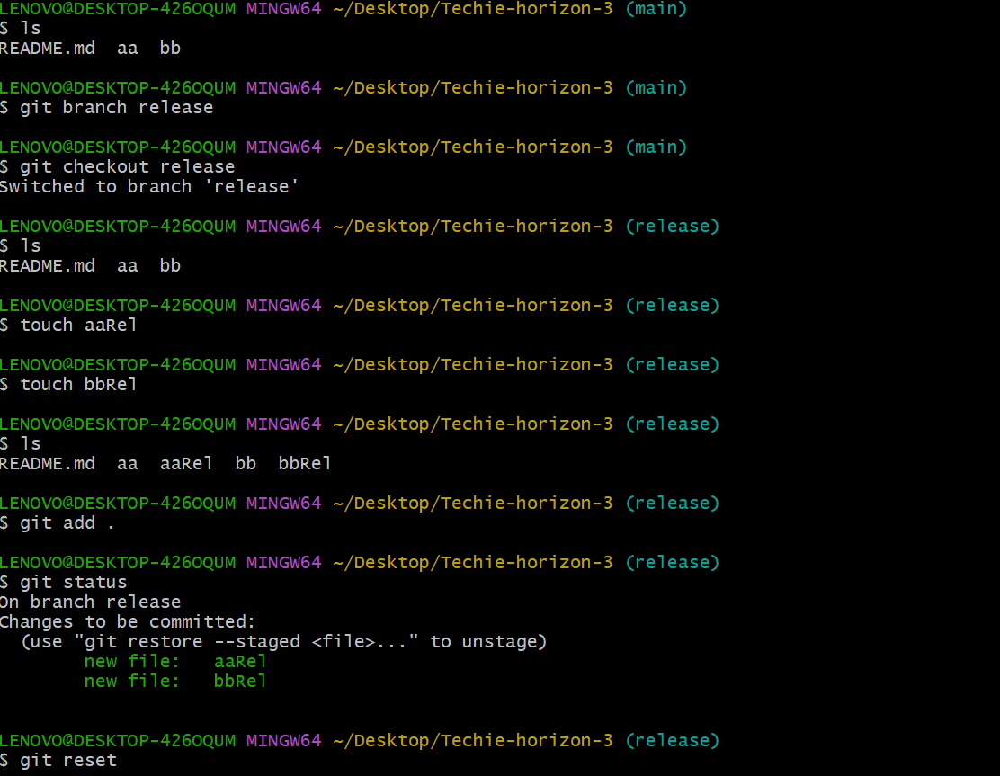 LENOVO@DESKTOP-426OQUM MINGW64 ~/Desktop/Techie-horizon-3 (main)
$ ls
README.md  aa  bb
LENOVO@DESKTOP-426OQUM MINGW64 ~/Desktop/Techie-horizon-3 (main)
$ git branch release
LENOVO@DESKTOP-426OQUM MINGW64 ~/Desktop/Techie-horizon-3 (main)
$ git checkout release
Switched to branch 'release'
LENOVO@DESKTOP-426OQUM MINGW64 ~/Desktop/Techie-horizon-3 (release)
$ ls
README.md  aa  bb
LENOVO@DESKTOP-426OQUM MINGW64 ~/Desktop/Techie-horizon-3 (release)
$ touch aaRel
LENOVO@DESKTOP-426OQUM MINGW64 ~/Desktop/Techie-horizon-3 (release)
$ touch bbRel
LENOVO@DESKTOP-426OQUM MINGW64 ~/Desktop/Techie-horizon-3 (release)
$ ls
README.md  aa  aaRel  bb  bbRel
LENOVO@DESKTOP-426OQUM MINGW64 ~/Desktop/Techie-horizon-3 (release)
$ git add .
LENOVO@DESKTOP-426OQUM MINGW64 ~/Desktop/Techie-horizon-3 (release)
$ git status
On branch release
Changes to be committed:
  (use "git restore --staged <file>..." to unstage)
        new file:   aaRel
        new file:   bbRel
LENOVO@DESKTOP-426OQUM MINGW64 ~/Desktop/Techie-horizon-3 (release)
$ git reset